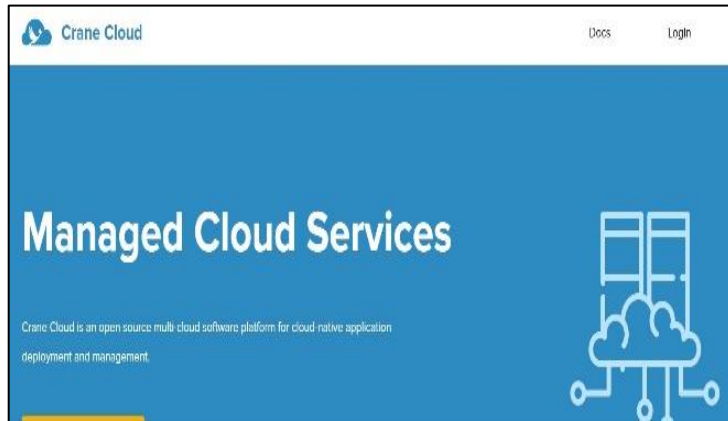 Crane Cloud
Docs Login
Managed Cloud Services
Crane Cloud is an open source multi-cloud software platform for cloud-native application
deployment and management.